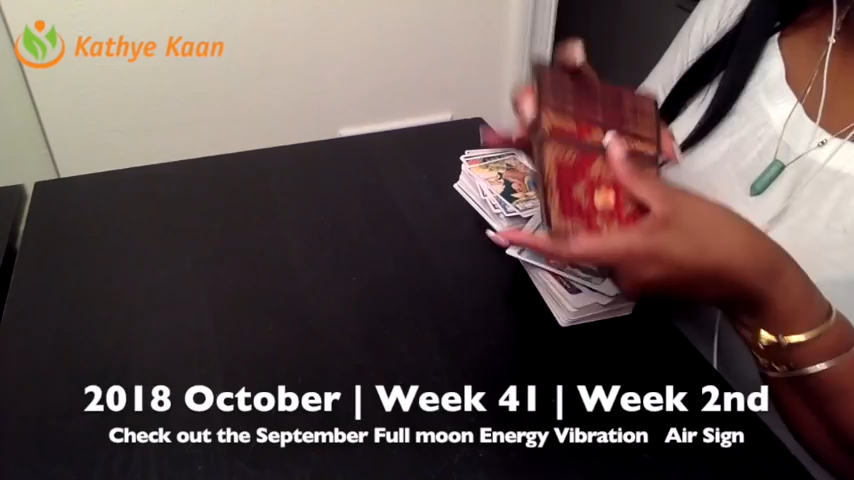 Kathye Kaan
2018 October | Week 41 | Week 2nd
Check out the September Full moon Energy Vibration Air Sign